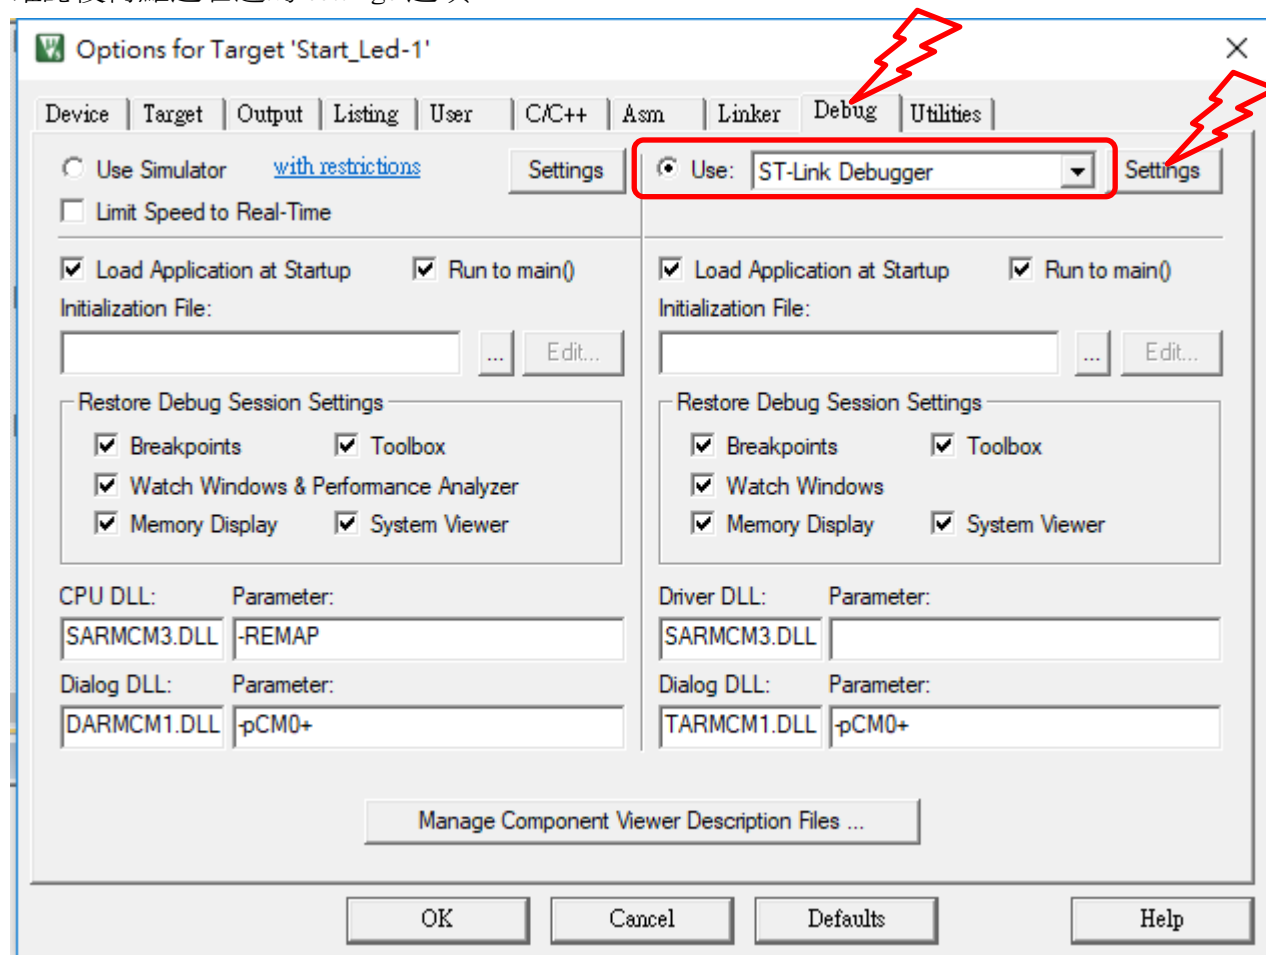 Options for Target 'Start_Led-1'
Device Target Output Listing User C/C++ Asm Linker Debug Utilities
Use Simulator with restrictions Settings Use: ST-Link Debugger Settings
Limit Speed to Real-Time
Load Application at Startup Run to main() Load Application at Startup Run to main()
Initialization File: Initialization File:
... Edit... ... Edit...
Restore Debug Session Settings Restore Debug Session Settings
Breakpoints Toolbox Breakpoints Toolbox
Watch Windows & Performance Analyzer Watch Windows
Memory Display System Viewer Memory Display System Viewer
CPU DLL: Parameter: Driver DLL: Parameter:
SARMCM3.DLL -REMAP SARMCM3.DLL
Dialog DLL: Parameter: Dialog DLL: Parameter:
DARMCM1.DLL -pCM0+ TARMCM1.DLL -pCM0+
Manage Component Viewer Description Files ...
OK Cancel Defaults Help